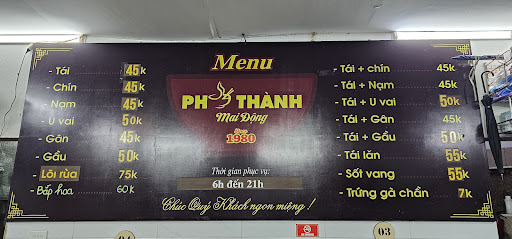 Menu
- Tái 45k
- Chín 45k
- Nạm 45k
- U vai 50k
- Gân 45k
- Gầu 50k
- Lõi rùa 75k
- Bắp hoa 60k
PHỞ THÀNH
Mai Động
Since 1980
Thời gian phục vụ:
6h đến 21h
Chúc Quý Khách ngon miệng !
- Tái + chín 45k
- Tái + Nạm 45k
- Tái + U vai 50k
- Tái + Gân 45k
- Tái + Gầu 50k
- Tái lăn 55k
- Sốt vang 55k
- Trứng gà chần 7k
04
03